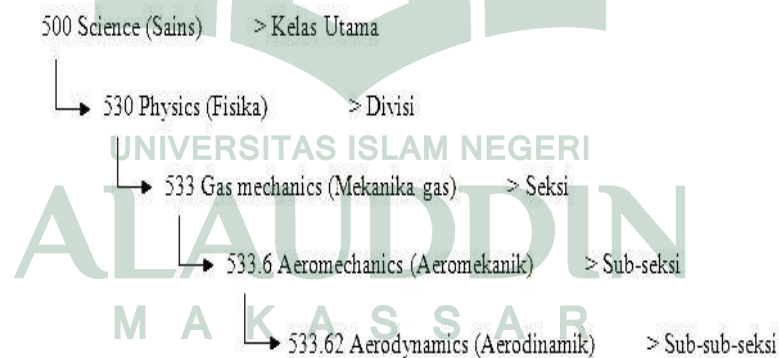 500 Science (Sains) > Kelas Utama
530 Physics (Fisika) > Divisi
UNIVERSITAS ISLAM NEGERI
533 Gas mechanics (Mekanika gas) > Seksi
ALAUDDIN
533.6 Aeromechanics (Aeromekanik) > Sub-seksi
MAKASSAR
533.62 Aerodynamics (Aerodinamik) > Sub-sub-seksi